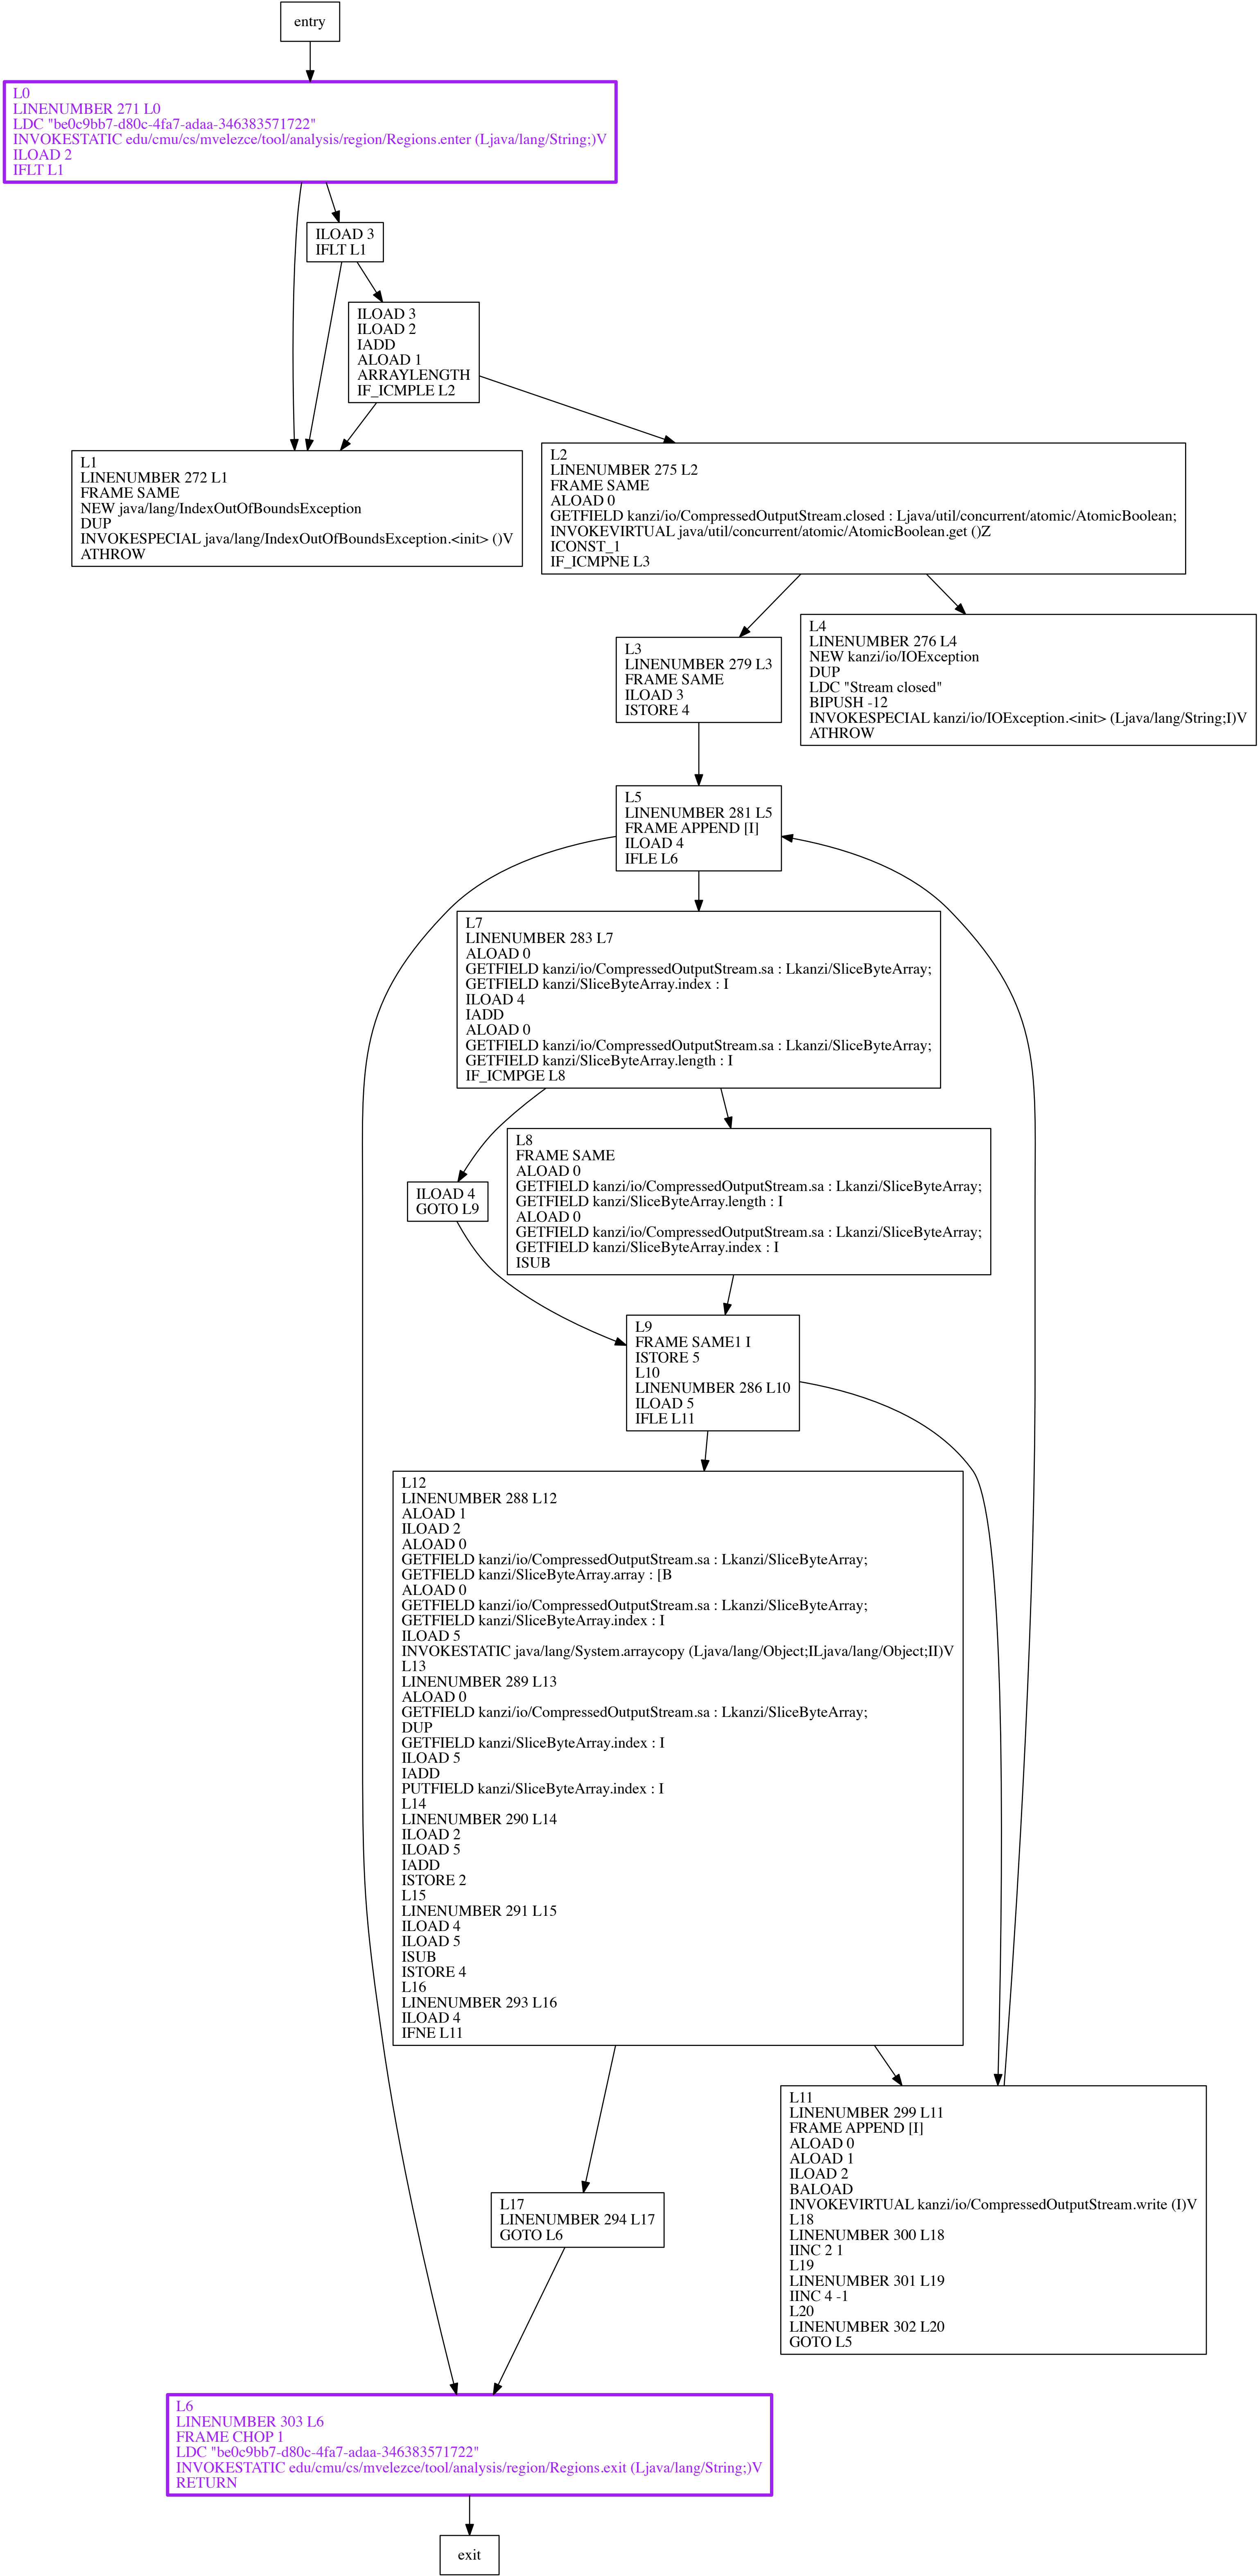 entry
L0
LINENUMBER 271 L0
LDC "be0c9bb7-d80c-4fa7-adaa-346383571722"
INVOKESTATIC edu/cmu/cs/mvelezce/tool/analysis/region/Regions.enter (Ljava/lang/String;)V
ILOAD 2
IFLT L1
ILOAD 3
IFLT L1
ILOAD 3
ILOAD 2
IADD
ALOAD 1
ARRAYLENGTH
IF_ICMPLE L2
L1
LINENUMBER 272 L1
FRAME SAME
NEW java/lang/IndexOutOfBoundsException
DUP
INVOKESPECIAL java/lang/IndexOutOfBoundsException.<init> ()V
ATHROW
L2
LINENUMBER 275 L2
FRAME SAME
ALOAD 0
GETFIELD kanzi/io/CompressedOutputStream.closed : Ljava/util/concurrent/atomic/AtomicBoolean;
INVOKEVIRTUAL java/util/concurrent/atomic/AtomicBoolean.get ()Z
ICONST_1
IF_ICMPNE L3
L3
LINENUMBER 279 L3
FRAME SAME
ILOAD 3
ISTORE 4
L4
LINENUMBER 276 L4
NEW kanzi/io/IOException
DUP
LDC "Stream closed"
BIPUSH -12
INVOKESPECIAL kanzi/io/IOException.<init> (Ljava/lang/String;I)V
ATHROW
L5
LINENUMBER 281 L5
FRAME APPEND [I]
ILOAD 4
IFLE L6
L7
LINENUMBER 283 L7
ALOAD 0
GETFIELD kanzi/io/CompressedOutputStream.sa : Lkanzi/SliceByteArray;
GETFIELD kanzi/SliceByteArray.index : I
ILOAD 4
IADD
ALOAD 0
GETFIELD kanzi/io/CompressedOutputStream.sa : Lkanzi/SliceByteArray;
GETFIELD kanzi/SliceByteArray.length : I
IF_ICMPGE L8
ILOAD 4
GOTO L9
L8
FRAME SAME
ALOAD 0
GETFIELD kanzi/io/CompressedOutputStream.sa : Lkanzi/SliceByteArray;
GETFIELD kanzi/SliceByteArray.length : I
ALOAD 0
GETFIELD kanzi/io/CompressedOutputStream.sa : Lkanzi/SliceByteArray;
GETFIELD kanzi/SliceByteArray.index : I
ISUB
L9
FRAME SAME1 I
ISTORE 5
L10
LINENUMBER 286 L10
ILOAD 5
IFLE L11
L12
LINENUMBER 288 L12
ALOAD 1
ILOAD 2
ALOAD 0
GETFIELD kanzi/io/CompressedOutputStream.sa : Lkanzi/SliceByteArray;
GETFIELD kanzi/SliceByteArray.array : [B
ALOAD 0
GETFIELD kanzi/io/CompressedOutputStream.sa : Lkanzi/SliceByteArray;
GETFIELD kanzi/SliceByteArray.index : I
ILOAD 5
INVOKESTATIC java/lang/System.arraycopy (Ljava/lang/Object;ILjava/lang/Object;II)V
L13
LINENUMBER 289 L13
ALOAD 0
GETFIELD kanzi/io/CompressedOutputStream.sa : Lkanzi/SliceByteArray;
DUP
GETFIELD kanzi/SliceByteArray.index : I
ILOAD 5
IADD
PUTFIELD kanzi/SliceByteArray.index : I
L14
LINENUMBER 290 L14
ILOAD 2
ILOAD 5
IADD
ISTORE 2
L15
LINENUMBER 291 L15
ILOAD 4
ILOAD 5
ISUB
ISTORE 4
L16
LINENUMBER 293 L16
ILOAD 4
IFNE L11
L11
LINENUMBER 299 L11
FRAME APPEND [I]
ALOAD 0
ALOAD 1
ILOAD 2
BALOAD
INVOKEVIRTUAL kanzi/io/CompressedOutputStream.write (I)V
L18
LINENUMBER 300 L18
IINC 2 1
L19
LINENUMBER 301 L19
IINC 4 -1
L20
LINENUMBER 302 L20
GOTO L5
L17
LINENUMBER 294 L17
GOTO L6
L6
LINENUMBER 303 L6
FRAME CHOP 1
LDC "be0c9bb7-d80c-4fa7-adaa-346383571722"
INVOKESTATIC edu/cmu/cs/mvelezce/tool/analysis/region/Regions.exit (Ljava/lang/String;)V
RETURN
exit